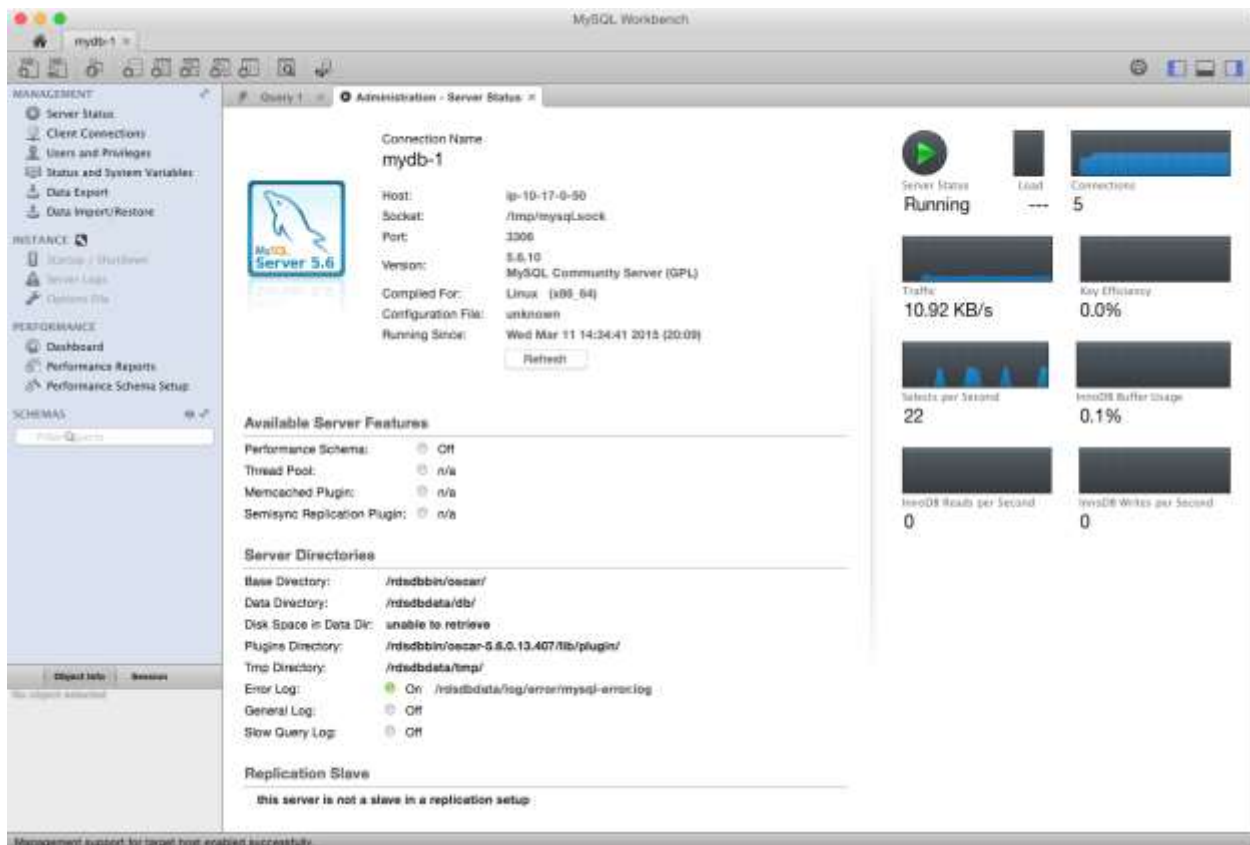 MySQL Workbench
mydb-1
MANAGEMENT
Server Status
Client Connections
Users and Privileges
Status and System Variables
Data Export
Data Import/Restore
INSTANCE
Startup / Shutdown
Server Logs
Options File
PERFORMANCE
Dashboard
Performance Reports
Performance Schema Setup
SCHEMAS
Filter objects
Object Info Session
No object selected
Query 1
Administration - Server Status
Connection Name
mydb-1
MySQL
Server 5.6
Host: ip-10-17-0-50
Socket: /tmp/mysql.sock
Port: 3306
Version: 5.6.10
MySQL Community Server (GPL)
Compiled For: Linux (x86_64)
Configuration File: unknown
Running Since: Wed Mar 11 14:34:41 2015 (20:09)
Refresh
Available Server Features
Performance Schema: Off
Thread Pool: n/a
Memcached Plugin: n/a
Semisync Replication Plugin: n/a
Server Directories
Base Directory: /rdsdbbin/oscar/
Data Directory: /rdsdbdata/db/
Disk Space in Data Dir: unable to retrieve
Plugins Directory: /rdsdbbin/oscar-5.6.0.13.407/lib/plugin/
Tmp Directory: /rdsdbdata/tmp/
Error Log: On /rdsdbdata/log/error/mysql-error.log
General Log: Off
Slow Query Log: Off
Replication Slave
this server is not a slave in a replication setup
Server Status
Running
Load
---
Connections
5
Traffic
10.92 KB/s
Key Efficiency
0.0%
Selects per Second
22
InnoDB Buffer Usage
0.1%
InnoDB Reads per Second
0
InnoDB Writes per Second
0
Management support for target host enabled successfully.